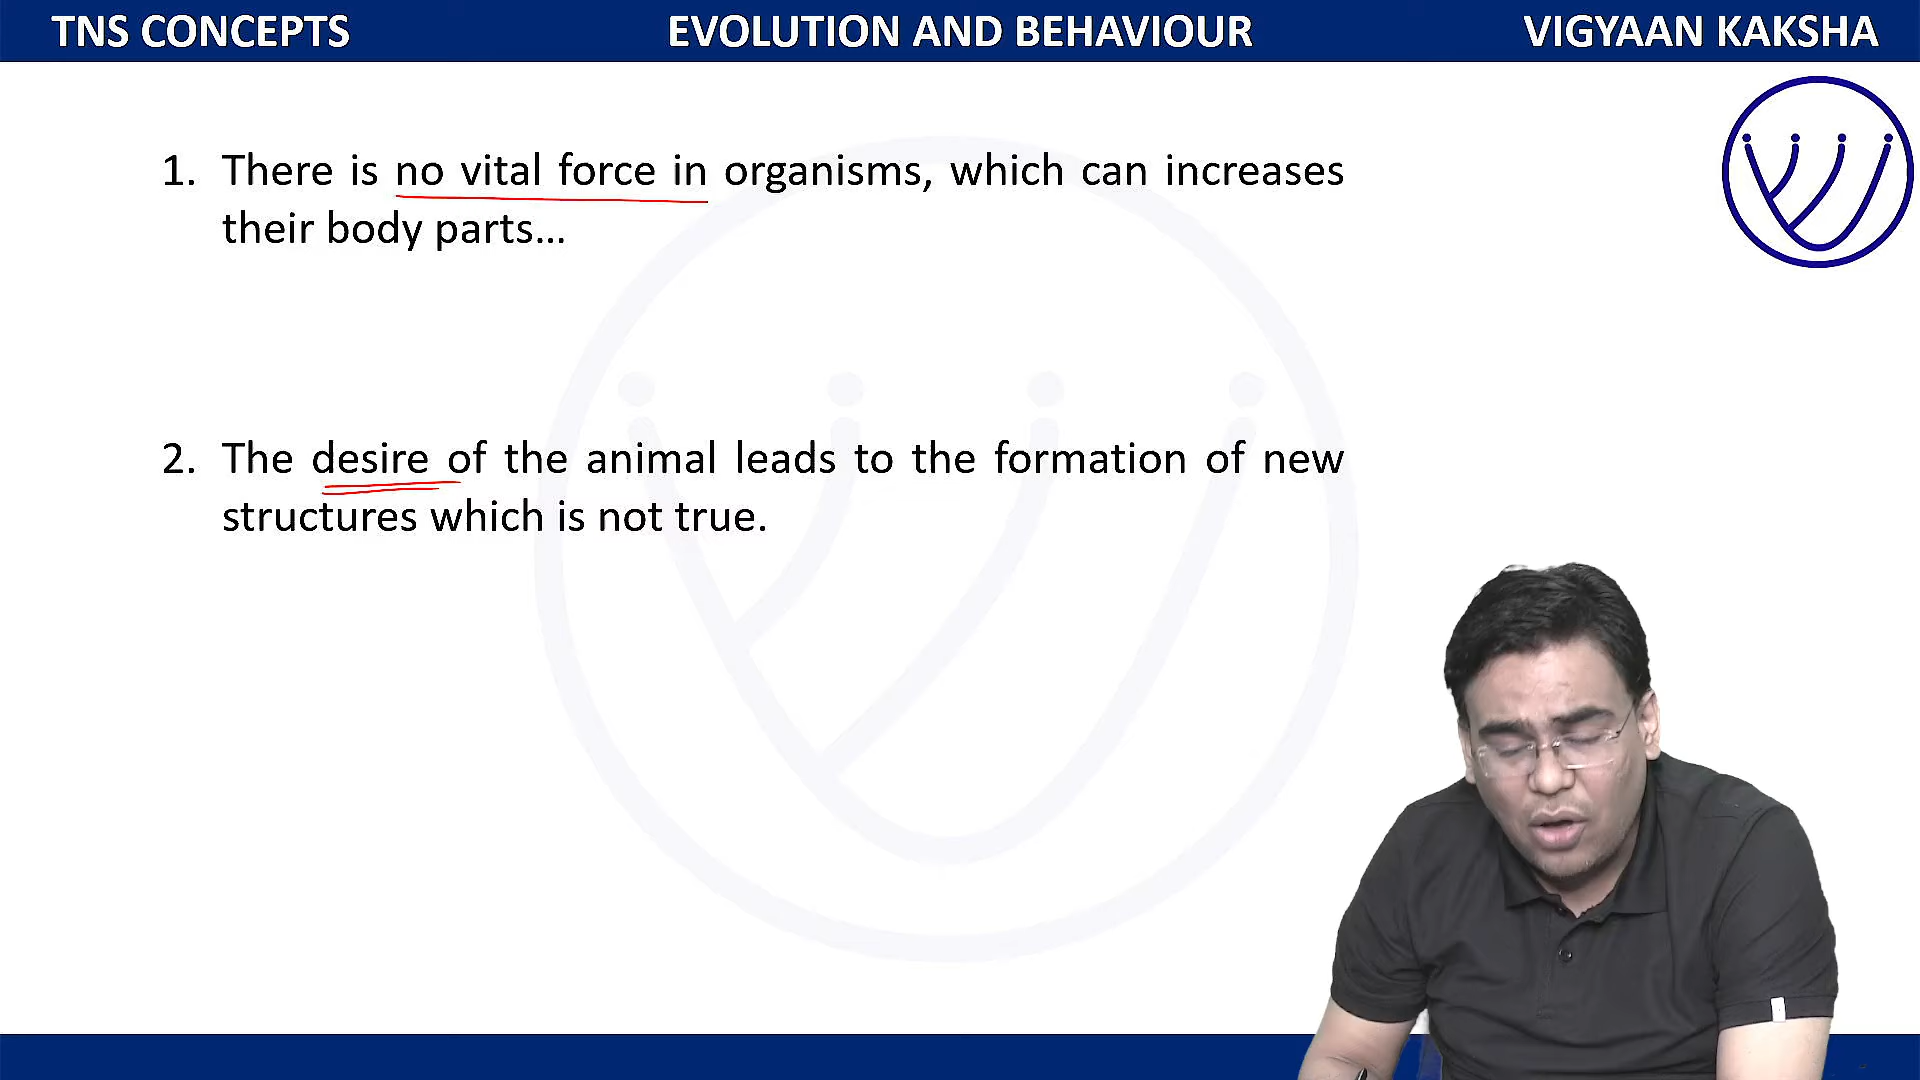 TNS CONCEPTS EVOLUTION AND BEHAVIOUR VIGYAAN KAKSHA
1. There is no vital force in organisms, which can increases
their body parts...
2. The desire of the animal leads to the formation of new
structures which is not true.